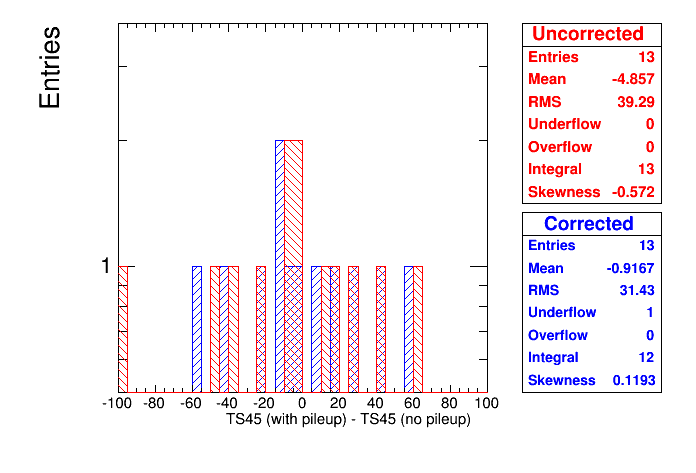 Entries
1
-100 -80 -60 -40 -20 0 20 40 60 80 100
TS45 (with pileup) - TS45 (no pileup)
Uncorrected
Entries 13
Mean -4.857
RMS 39.29
Underflow 0
Overflow 0
Integral 13
Skewness -0.572
Corrected
Entries 13
Mean -0.9167
RMS 31.43
Underflow 1
Overflow 0
Integral 12
Skewness 0.1193